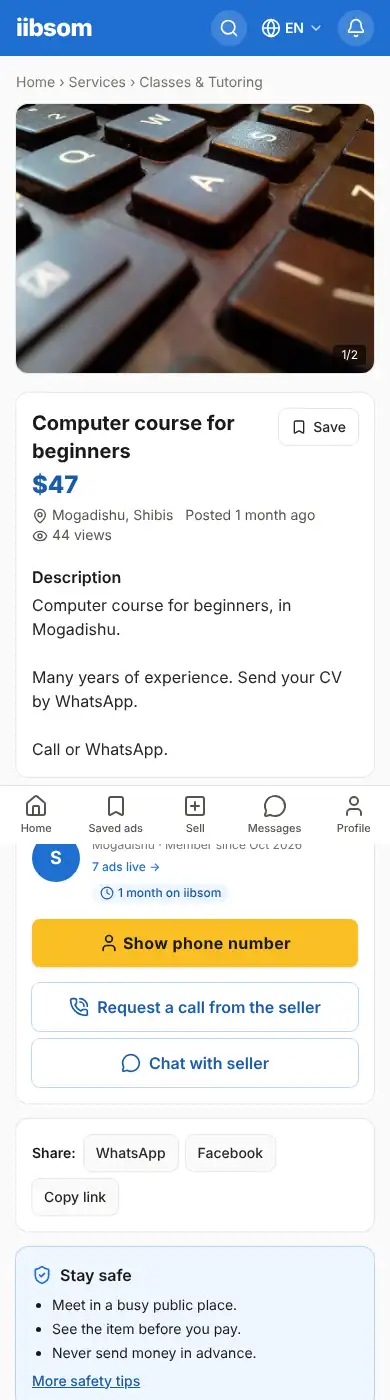 iibsom
EN
Home › Services › Classes & Tutoring
Q
W
A
S
Z
1/2
Computer course for
beginners
Save
$47
Mogadishu, Shibis Posted 1 month ago
44 views
Description
Computer course for beginners, in
Mogadishu.
Many years of experience. Send your CV
by WhatsApp.
Call or WhatsApp.
Home
Saved ads
Sell
Messages
Profile
S
Mogadishu · Member since Oct 2026
7 ads live →
1 month on iibsom
Show phone number
Request a call from the seller
Chat with seller
Share:
WhatsApp
Facebook
Copy link
Stay safe
• Meet in a busy public place.
• See the item before you pay.
• Never send money in advance.
More safety tips